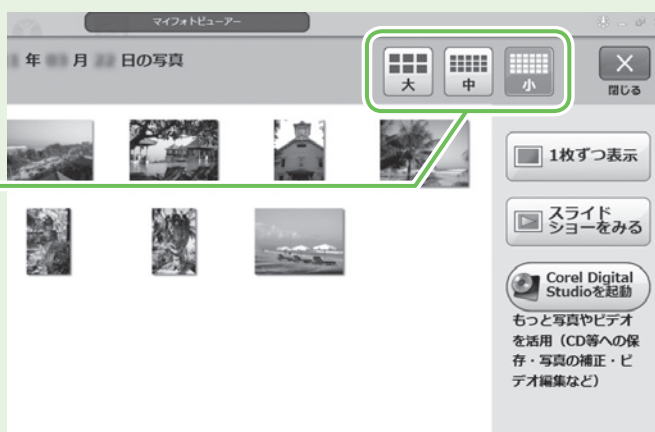 マイフォトビューアー
年 月 日の写真
大
中
小
閉じる
1枚ずつ表示
スライド
ショーをみる
Corel Digital
Studioを起動
もっと写真やビデオ
を活用（CD等への保
存・写真の補正・ビ
デオ編集など）